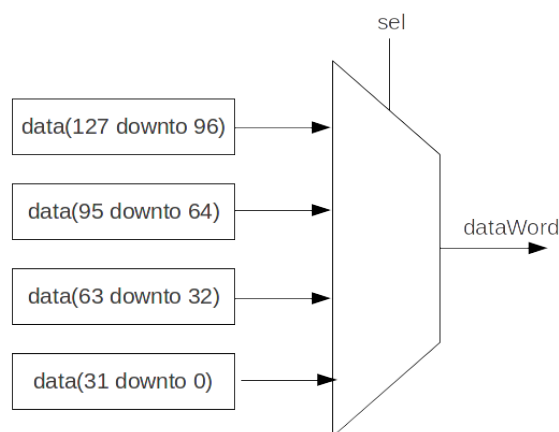 sel
data(127 downto 96)
data(95 downto 64)
dataWord
data(63 downto 32)
data(31 downto 0)